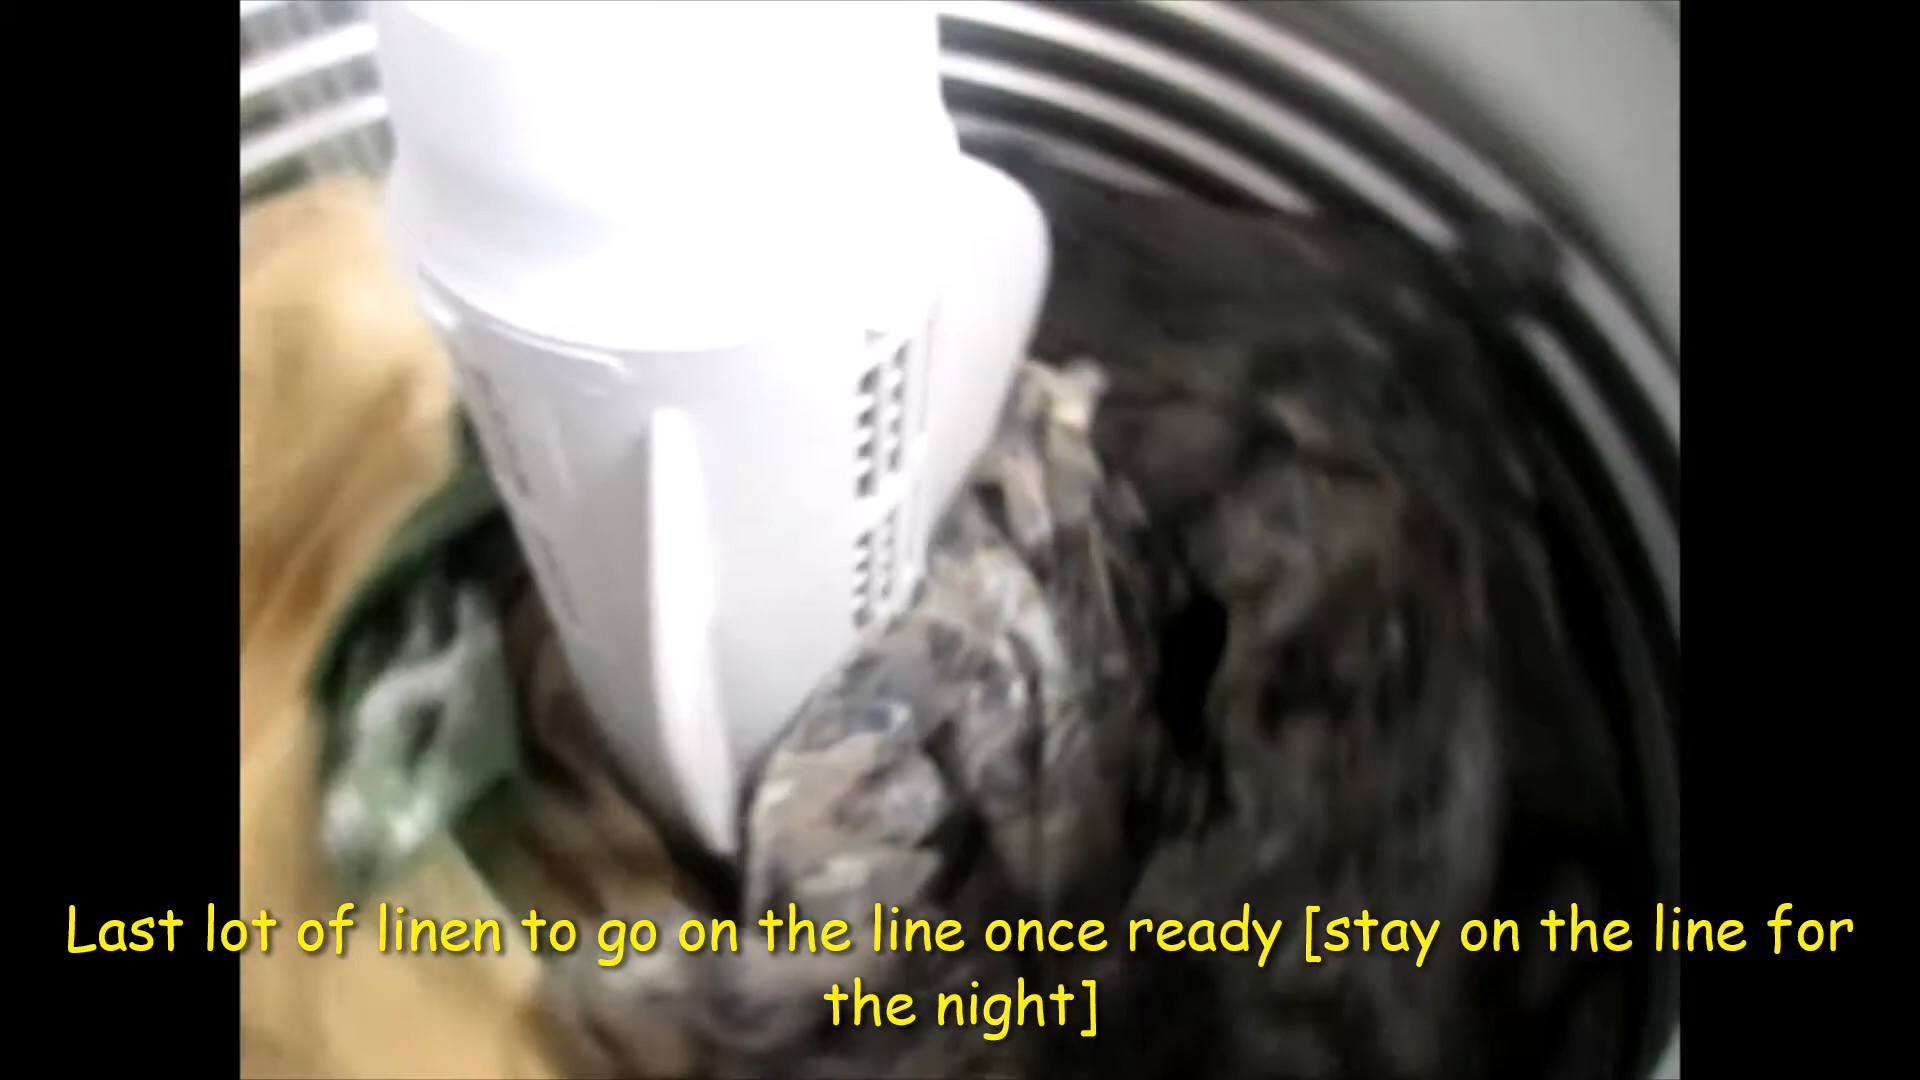 Last lot of linen to go on the line once ready [stay on the line for
the night]